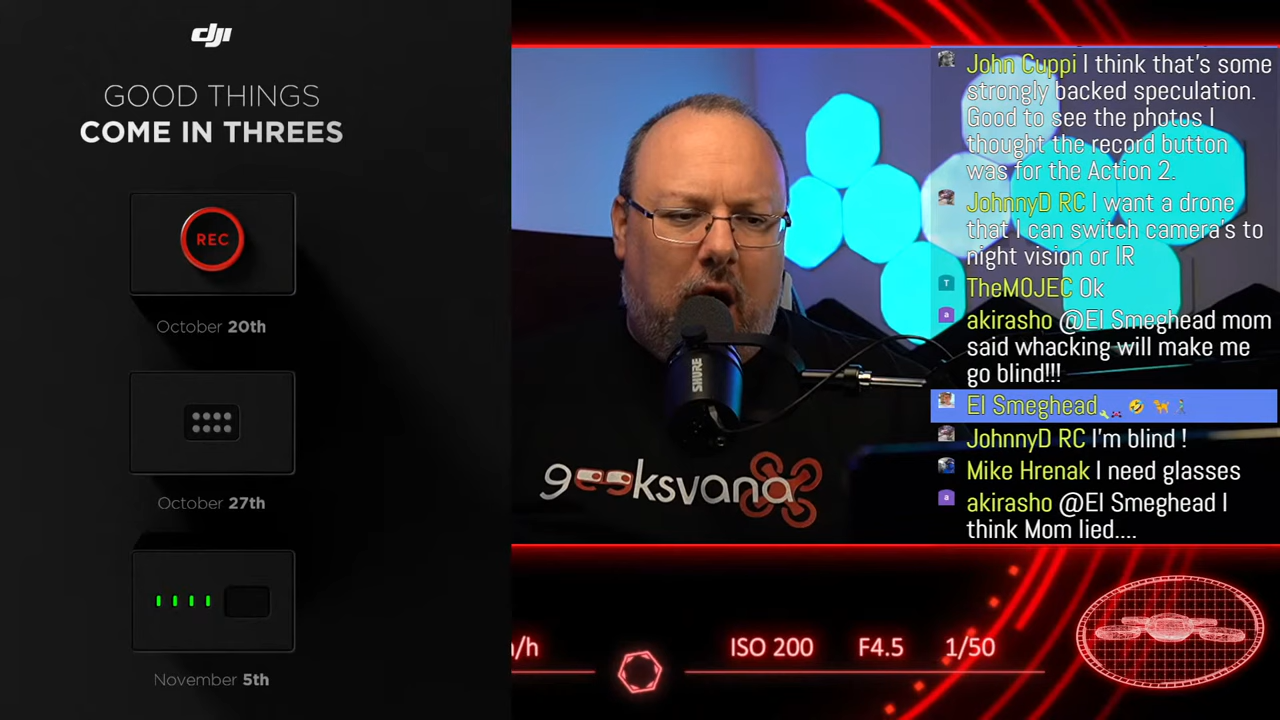 dji
GOOD THINGS
COME IN THREES
REC
October 20th
October 27th
November 5th
SHURE
geeksvana
John Cuppi I think that's some
strongly backed speculation.
Good to see the photos I
thought the record button
was for the Action 2.
JohnnyD RC I want a drone
that I can switch camera's to
night vision or IR
T
TheM0JEC Ok
a
akirasho @El Smeghead mom
said whacking will make me
go blind!!!
El Smeghead
JohnnyD RC I'm blind !
Mike Hrenak I need glasses
a
akirasho @El Smeghead I
think Mom lied....
/h
ISO 200 F4.5 1/50